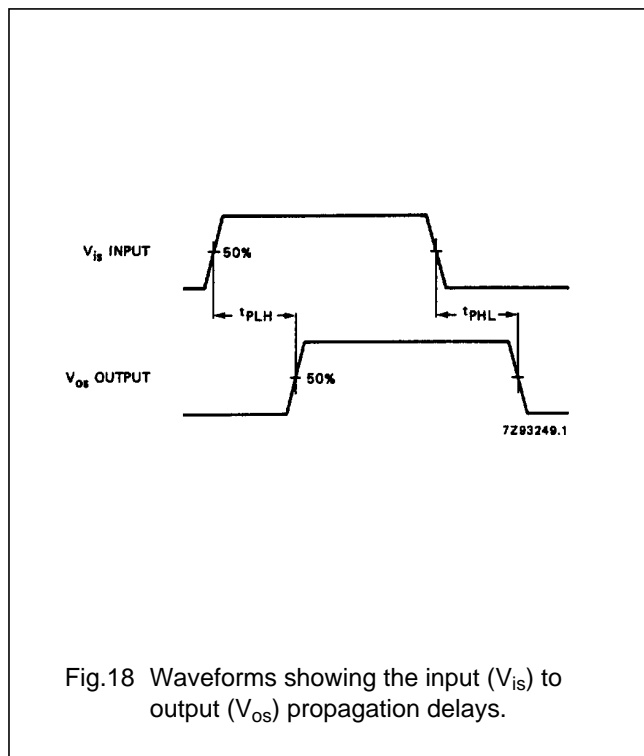 V_is INPUT
50%
t_PLH
t_PHL
V_os OUTPUT
50%
7Z93249.1
Fig.18 Waveforms showing the input (V_is) to
output (V_os) propagation delays.